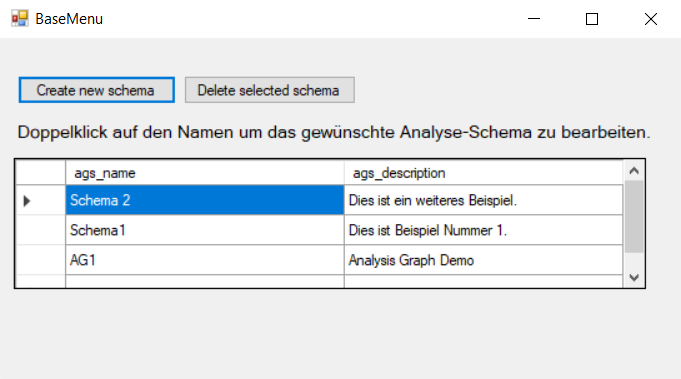 BaseMenu
Create new schema Delete selected schema
Doppelklick auf den Namen um das gewünschte Analyse-Schema zu bearbeiten.
ags_name ags_description
Schema 2 Dies ist ein weiteres Beispiel.
Schema1 Dies ist Beispiel Nummer 1.
AG1 Analysis Graph Demo